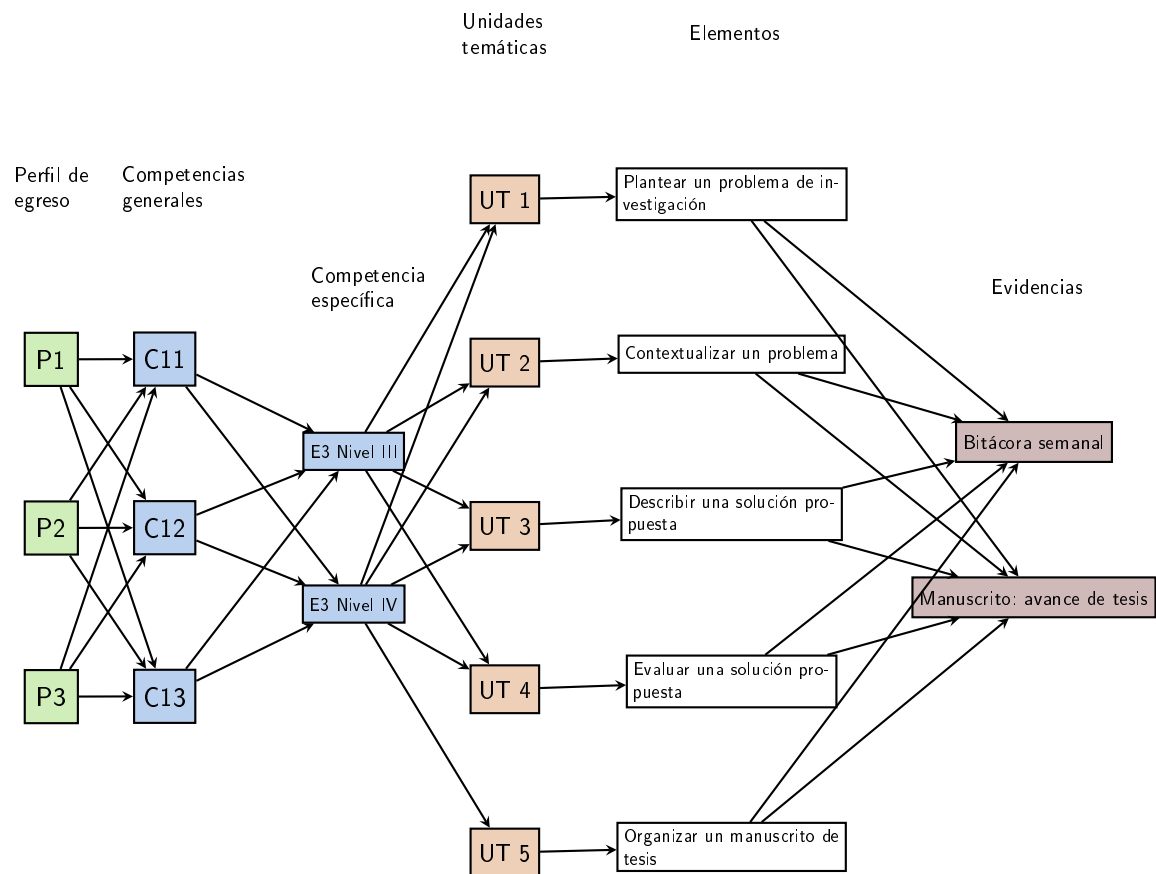 Unidades
temáticas
Elementos
Perfil de
egreso
Competencias
generales
UT 1
Plantear un problema de in-
vestigación
Competencia
específica
Evidencias
P1
C11
UT 2
Contextualizar un problema
E3 Nivel III
Bitácora semanal
P2
C12
UT 3
Describir una solución pro-
puesta
E3 Nivel IV
Manuscrito: avance de tesis
P3
C13
UT 4
Evaluar una solución pro-
puesta
UT 5
Organizar un manuscrito de
tesis